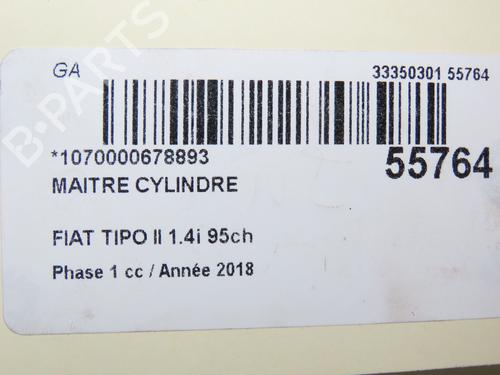 GA
33350301 55764
*1070000678893
55764
MAITRE CYLINDRE
FIAT TIPO II 1.4i 95ch
Phase 1 cc / Année 2018
B-PARTS